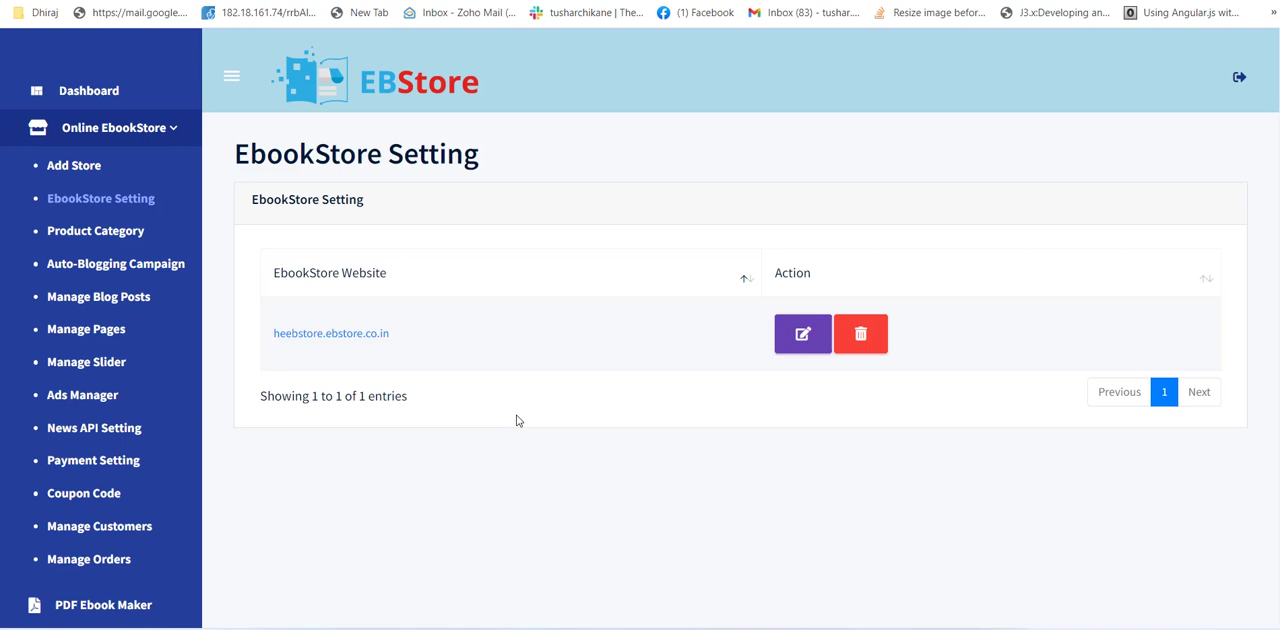 Dhiraj https://mail.google.... 182.18.161.74/rrbAl... New Tab Inbox - Zoho Mail (... tusharchikane | The... (1) Facebook Inbox (83) - tushar.... Resize image befor... J3.x:Developing an... Using Angular.js wit... »
EBStore
Dashboard
Online EbookStore
Add Store
EbookStore Setting
Product Category
Auto-Blogging Campaign
Manage Blog Posts
Manage Pages
Manage Slider
Ads Manager
News API Setting
Payment Setting
Coupon Code
Manage Customers
Manage Orders
PDF Ebook Maker
EbookStore Setting
EbookStore Setting
EbookStore Website Action
heebstore.ebstore.co.in
Showing 1 to 1 of 1 entries Previous 1 Next